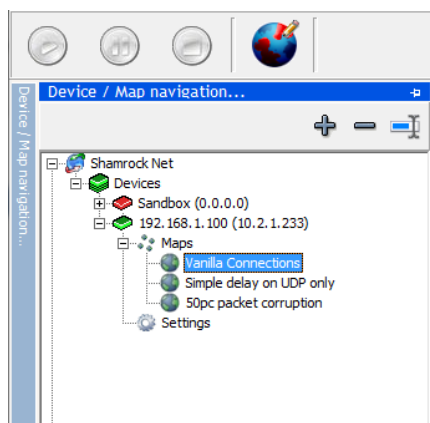 Device / Map navigation...
Device / Map navigation...
Shamrock Net
Devices
Sandbox (0.0.0.0)
192.168.1.100 (10.2.1.233)
Maps
Vanilla Connections
Simple delay on UDP only
50pc packet corruption
Settings